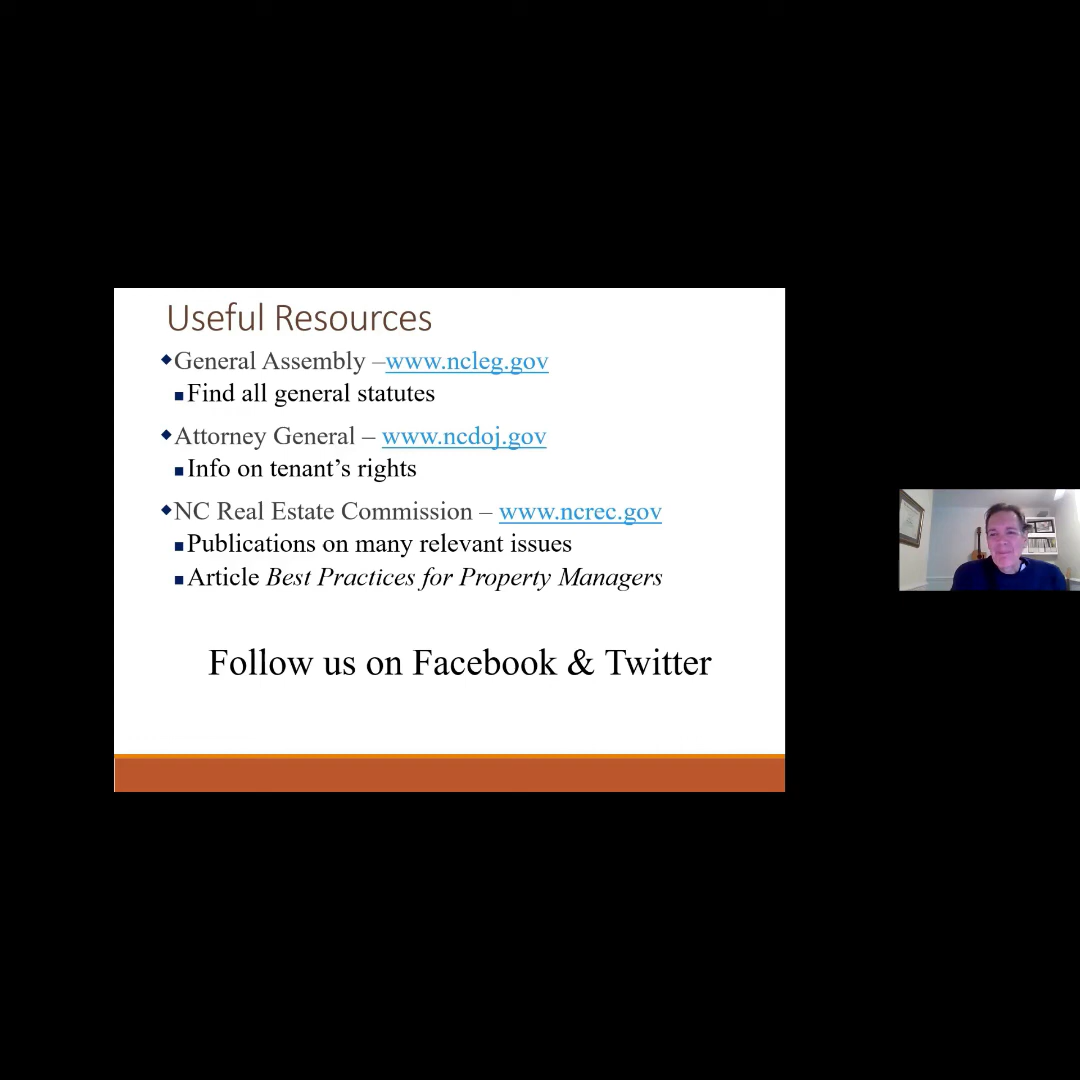 Useful Resources
General Assembly –www.ncleg.gov
Find all general statutes
Attorney General – www.ncdoj.gov
Info on tenant’s rights
NC Real Estate Commission – www.ncrec.gov
Publications on many relevant issues
Article Best Practices for Property Managers
Follow us on Facebook & Twitter